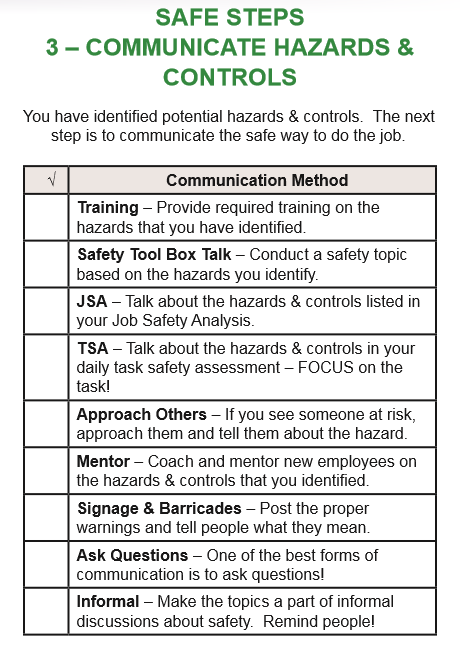 SAFE STEPS
3 – COMMUNICATE HAZARDS &
CONTROLS
You have identified potential hazards & controls.  The next
step is to communicate the safe way to do the job.
√ Communication Method
Training – Provide required training on the
hazards that you have identified.
Safety Tool Box Talk – Conduct a safety topic
based on the hazards you identify.
JSA – Talk about the hazards & controls listed in
your Job Safety Analysis.
TSA – Talk about the hazards & controls in your
daily task safety assessment – FOCUS on the
task!
Approach Others – If you see someone at risk,
approach them and tell them about the hazard.
Mentor – Coach and mentor new employees on
the hazards & controls that you identified.
Signage & Barricades – Post the proper
warnings and tell people what they mean.
Ask Questions – One of the best forms of
communication is to ask questions!
Informal – Make the topics a part of informal
discussions about safety.  Remind people!